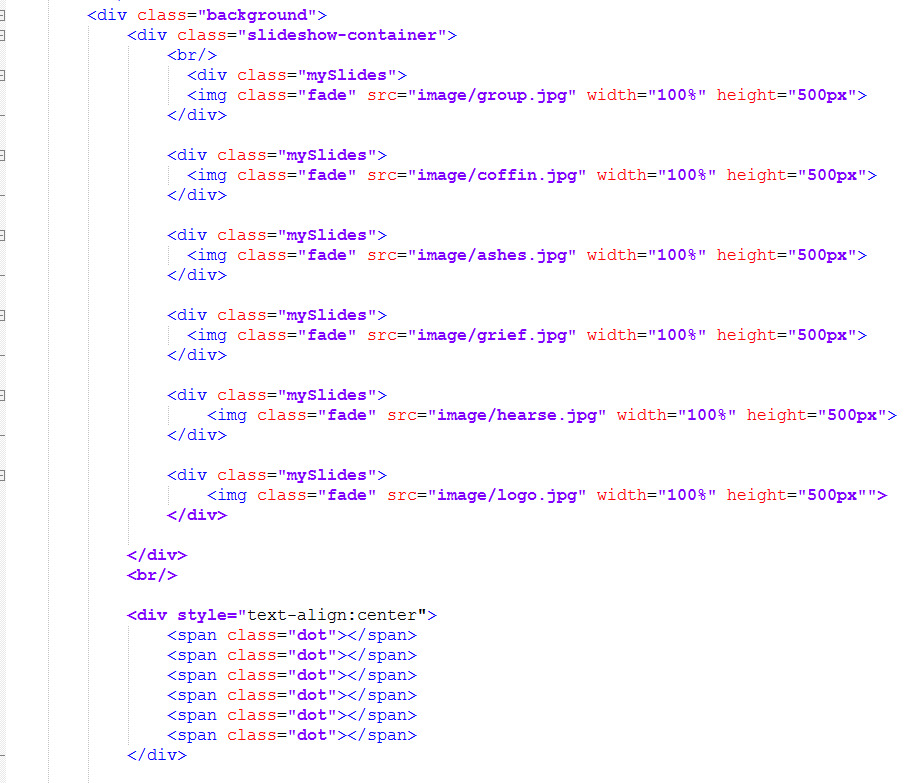 <div class="background">
<div class="slideshow-container">
<br/>
<div class="mySlides">
<img class="fade" src="image/group.jpg" width="100%" height="500px">
</div>
<div class="mySlides">
<img class="fade" src="image/coffin.jpg" width="100%" height="500px">
</div>
<div class="mySlides">
<img class="fade" src="image/ashes.jpg" width="100%" height="500px">
</div>
<div class="mySlides">
<img class="fade" src="image/grief.jpg" width="100%" height="500px">
</div>
<div class="mySlides">
<img class="fade" src="image/hearse.jpg" width="100%" height="500px">
</div>
<div class="mySlides">
<img class="fade" src="image/logo.jpg" width="100%" height="500px"">
</div>
</div>
<br/>
<div style="text-align:center">
<span class="dot"></span>
<span class="dot"></span>
<span class="dot"></span>
<span class="dot"></span>
<span class="dot"></span>
<span class="dot"></span>
</div>